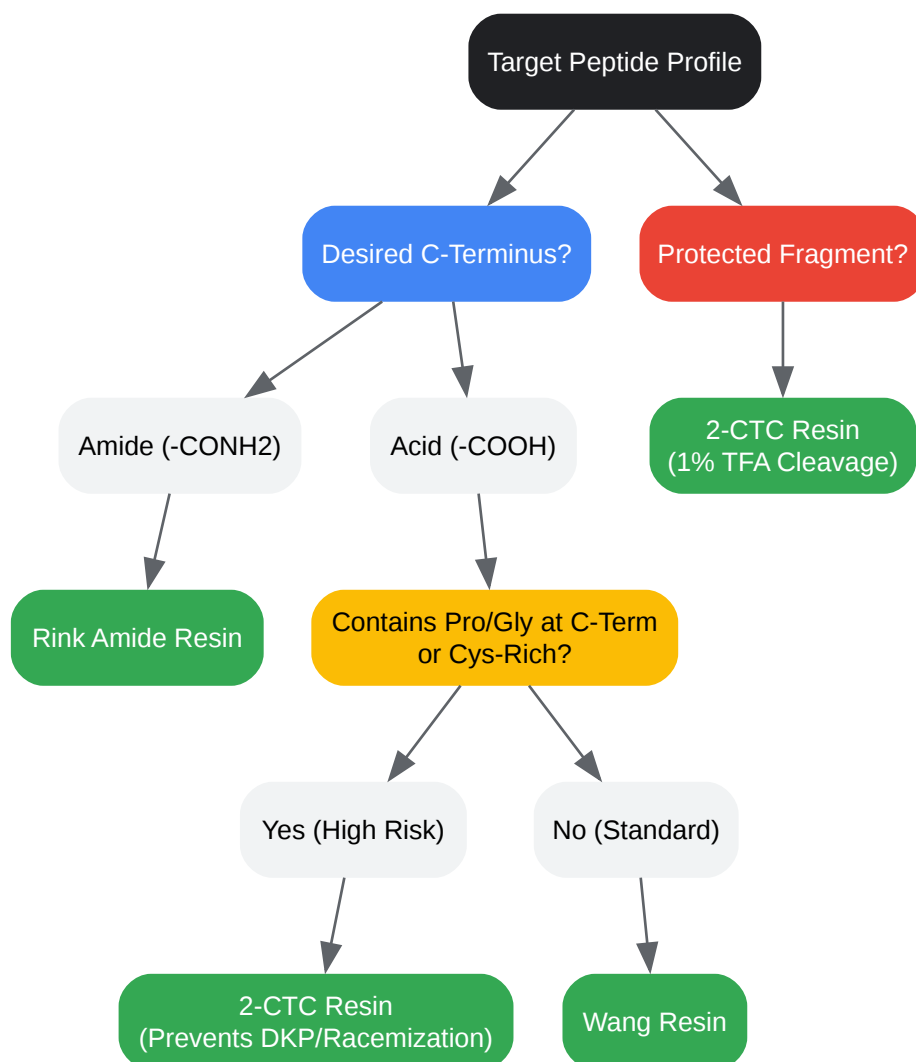 Target Peptide Profile
Desired C-Terminus?
Protected Fragment?
Amide (-CONH2)
Acid (-COOH)
2-CTC Resin
(1% TFA Cleavage)
Rink Amide Resin
Contains Pro/Gly at C-Term
or Cys-Rich?
Yes (High Risk)
No (Standard)
2-CTC Resin
(Prevents DKP/Racemization)
Wang Resin